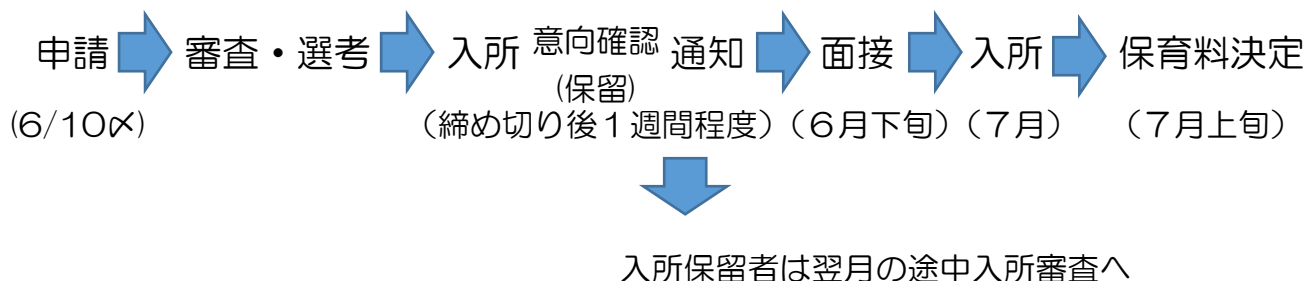 申請 審査・選考 入所 意向確認 通知 面接 入所 保育料決定
(保留)
(6/10〆) (締め切り後1週間程度) (6月下旬) (7月) (7月上旬)
入所保留者は翌月の途中入所審査へ